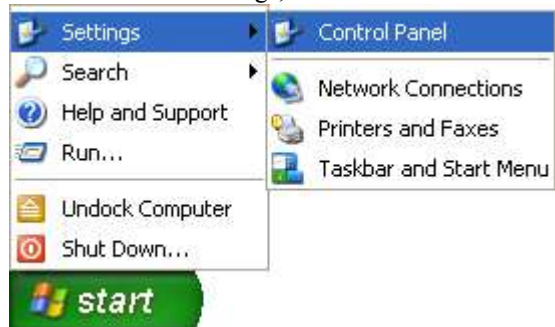 Settings
Search
Help and Support
Run...
Undock Computer
Shut Down...
start
Control Panel
Network Connections
Printers and Faxes
Taskbar and Start Menu